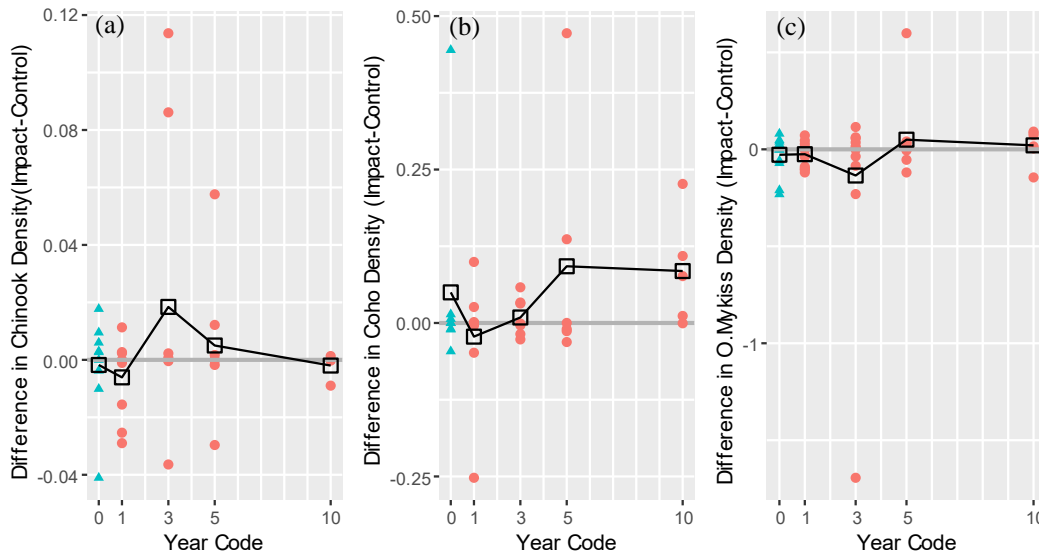 (a)
Difference in Chinook Density(Impact-Control)
0.12
0.08
0.04
0.00
-0.04
0 1 3 5 10
Year Code
(b)
Difference in Coho Density (Impact-Control)
0.50
0.25
0.00
-0.25
0 1 3 5 10
Year Code
(c)
Difference in O.Mykiss Density (Impact-Control)
0
-1
0 1 3 5 10
Year Code